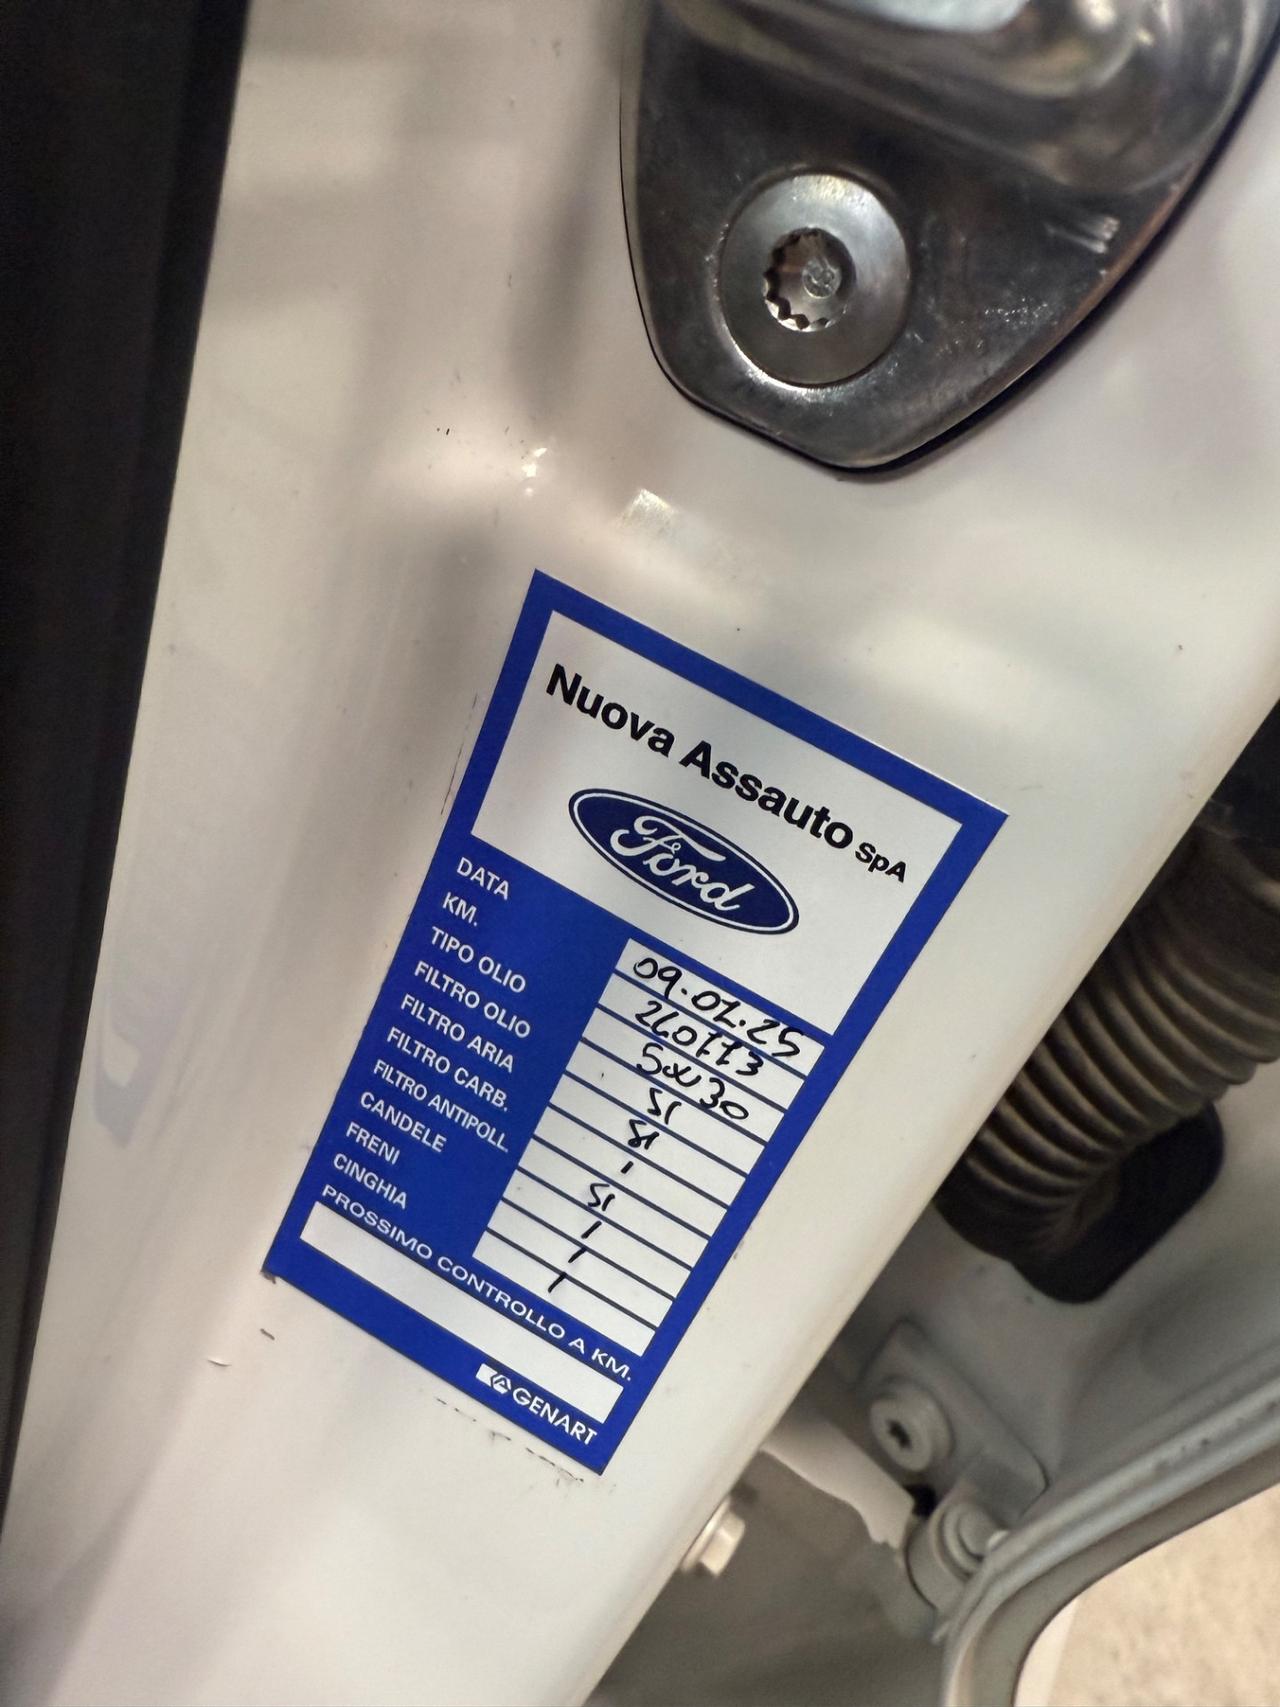 Nuova Assauto SpA
Ford
DATA 09.07.25
KM. 260773
TIPO OLIO 5W30
FILTRO OLIO SI
FILTRO ARIA SI
FILTRO CARB. /
FILTRO ANTIPOLL. SI
CANDELE /
FRENI /
CINGHIA /
PROSSIMO CONTROLLO A KM.
GENART